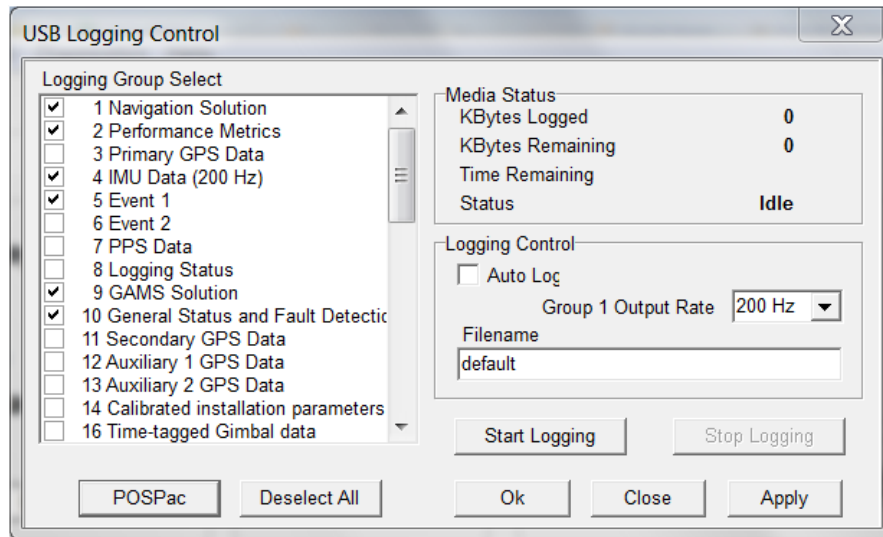 USB Logging Control
Logging Group Select
1 Navigation Solution
2 Performance Metrics
3 Primary GPS Data
4 IMU Data (200 Hz)
5 Event 1
6 Event 2
7 PPS Data
8 Logging Status
9 GAMS Solution
10 General Status and Fault Detectic
11 Secondary GPS Data
12 Auxiliary 1 GPS Data
13 Auxiliary 2 GPS Data
14 Calibrated installation parameters
16 Time-tagged Gimbal data
POSPac
Deselect All
Media Status
KBytes Logged 0
KBytes Remaining 0
Time Remaining
Status Idle
Logging Control
Auto Log
Group 1 Output Rate 200 Hz
Filename
default
Start Logging
Stop Logging
Ok
Close
Apply